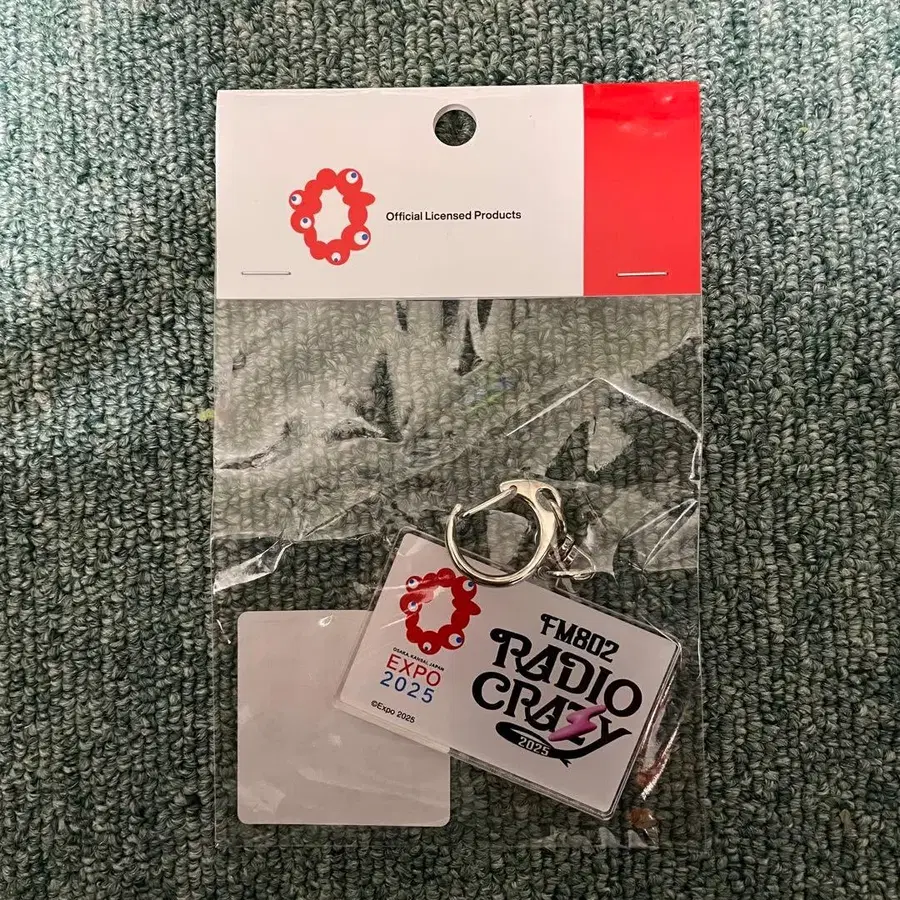 Official Licensed Products
OSAKA, KANSAI, JAPAN
EXPO
2025
©Expo 2025
FM802
RADIO
CRAZY
2025